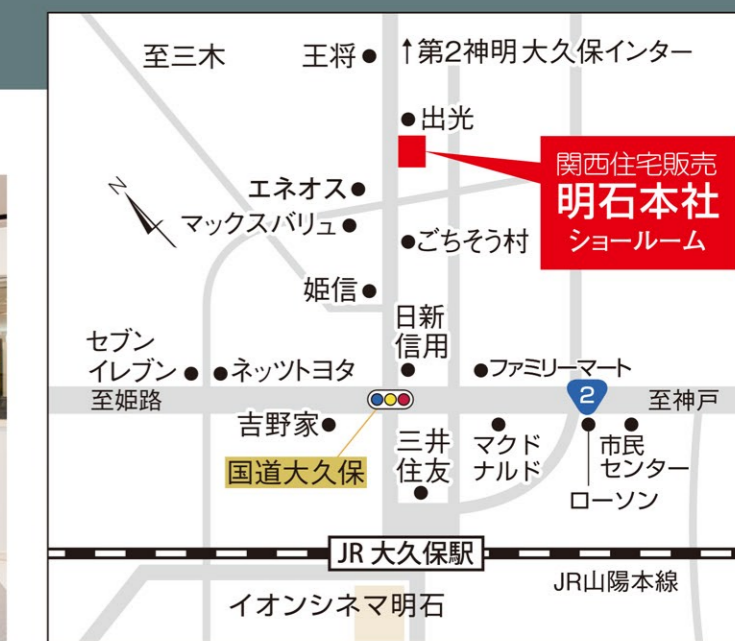 至三木
王将
↑第2神明大久保インター
出光
関西住宅販売
明石本社
ショールーム
N
エネオス
マックスバリュ
ごちそう村
姫信
日新
信用
セブン
イレブン
ネッツトヨタ
ファミリーマート
至姫路
2
至神戸
吉野家
国道大久保
三井
住友
マクド
ナルド
市民
センター
ローソン
JR 大久保駅
JR山陽本線
イオンシネマ明石